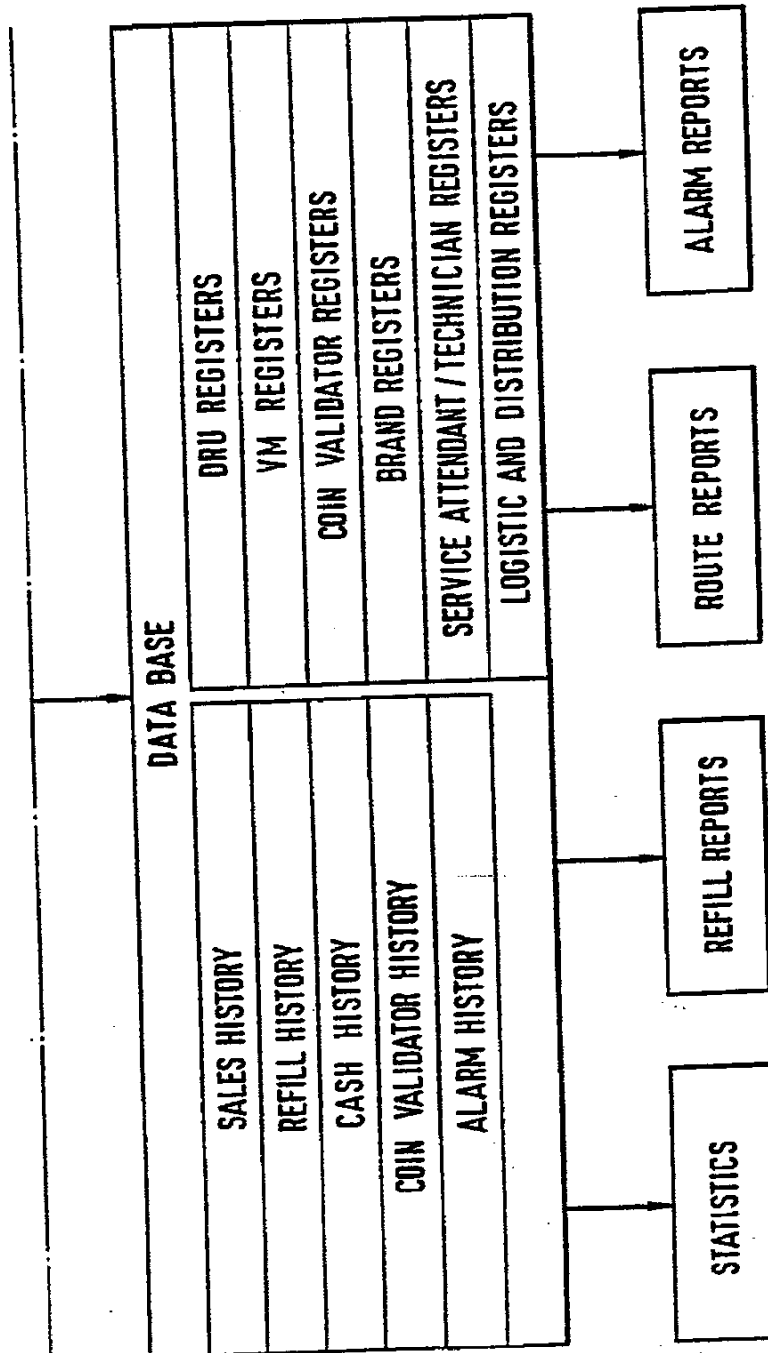 DATA BASE
SALES HISTORY
REFILL HISTORY
CASH HISTORY
COIN VALIDATOR HISTORY
ALARM HISTORY
DRU REGISTERS
VM REGISTERS
COIN VALIDATOR REGISTERS
BRAND REGISTERS
SERVICE ATTENDANT/TECHNICIAN REGISTERS
LOGISTIC AND DISTRIBUTION REGISTERS
STATISTICS
REFILL REPORTS
ROUTE REPORTS
ALARM REPORTS